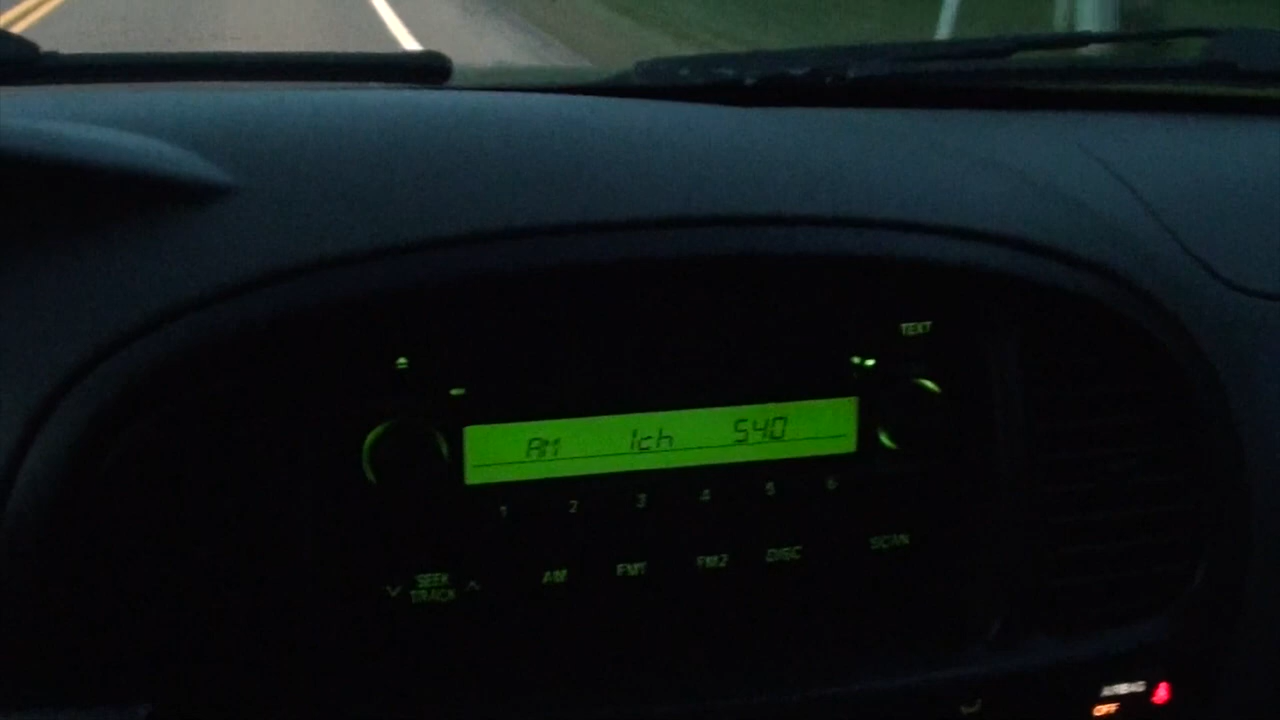 TEXT
AM 1ch 540
1 2 3 4 5 6
SEEK
TRACK
AM FM1 FM2 DISC SCAN
AIRBAG
OFF